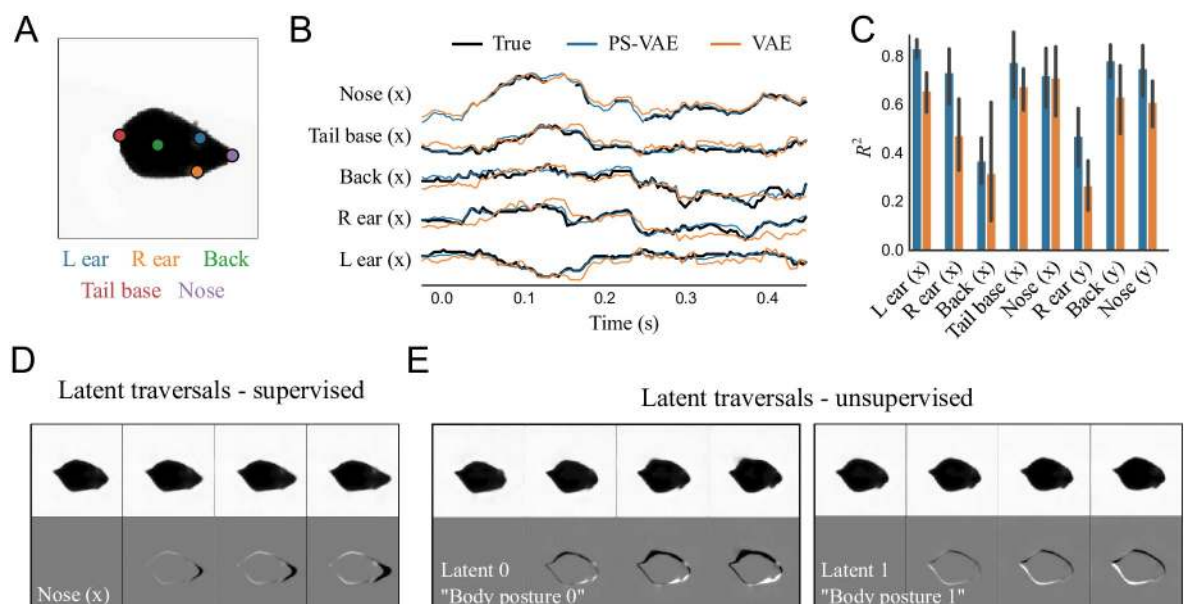 A
L ear R ear Back
Tail base Nose
B
True PS-VAE VAE
Nose (x)
Tail base (x)
Back (x)
R ear (x)
L ear (x)
0.0 0.1 0.2 0.3 0.4
Time (s)
C
0.8
0.6
0.4
0.2
0.0
R²
L ear (x)
R ear (x)
Back (x)
Tail base (x)
Nose (x)
R ear (y)
Back (y)
Nose (y)
D
Latent traversals - supervised
Nose (x)
E
Latent traversals - unsupervised
Latent 0
"Body posture 0"
Latent 1
"Body posture 1"